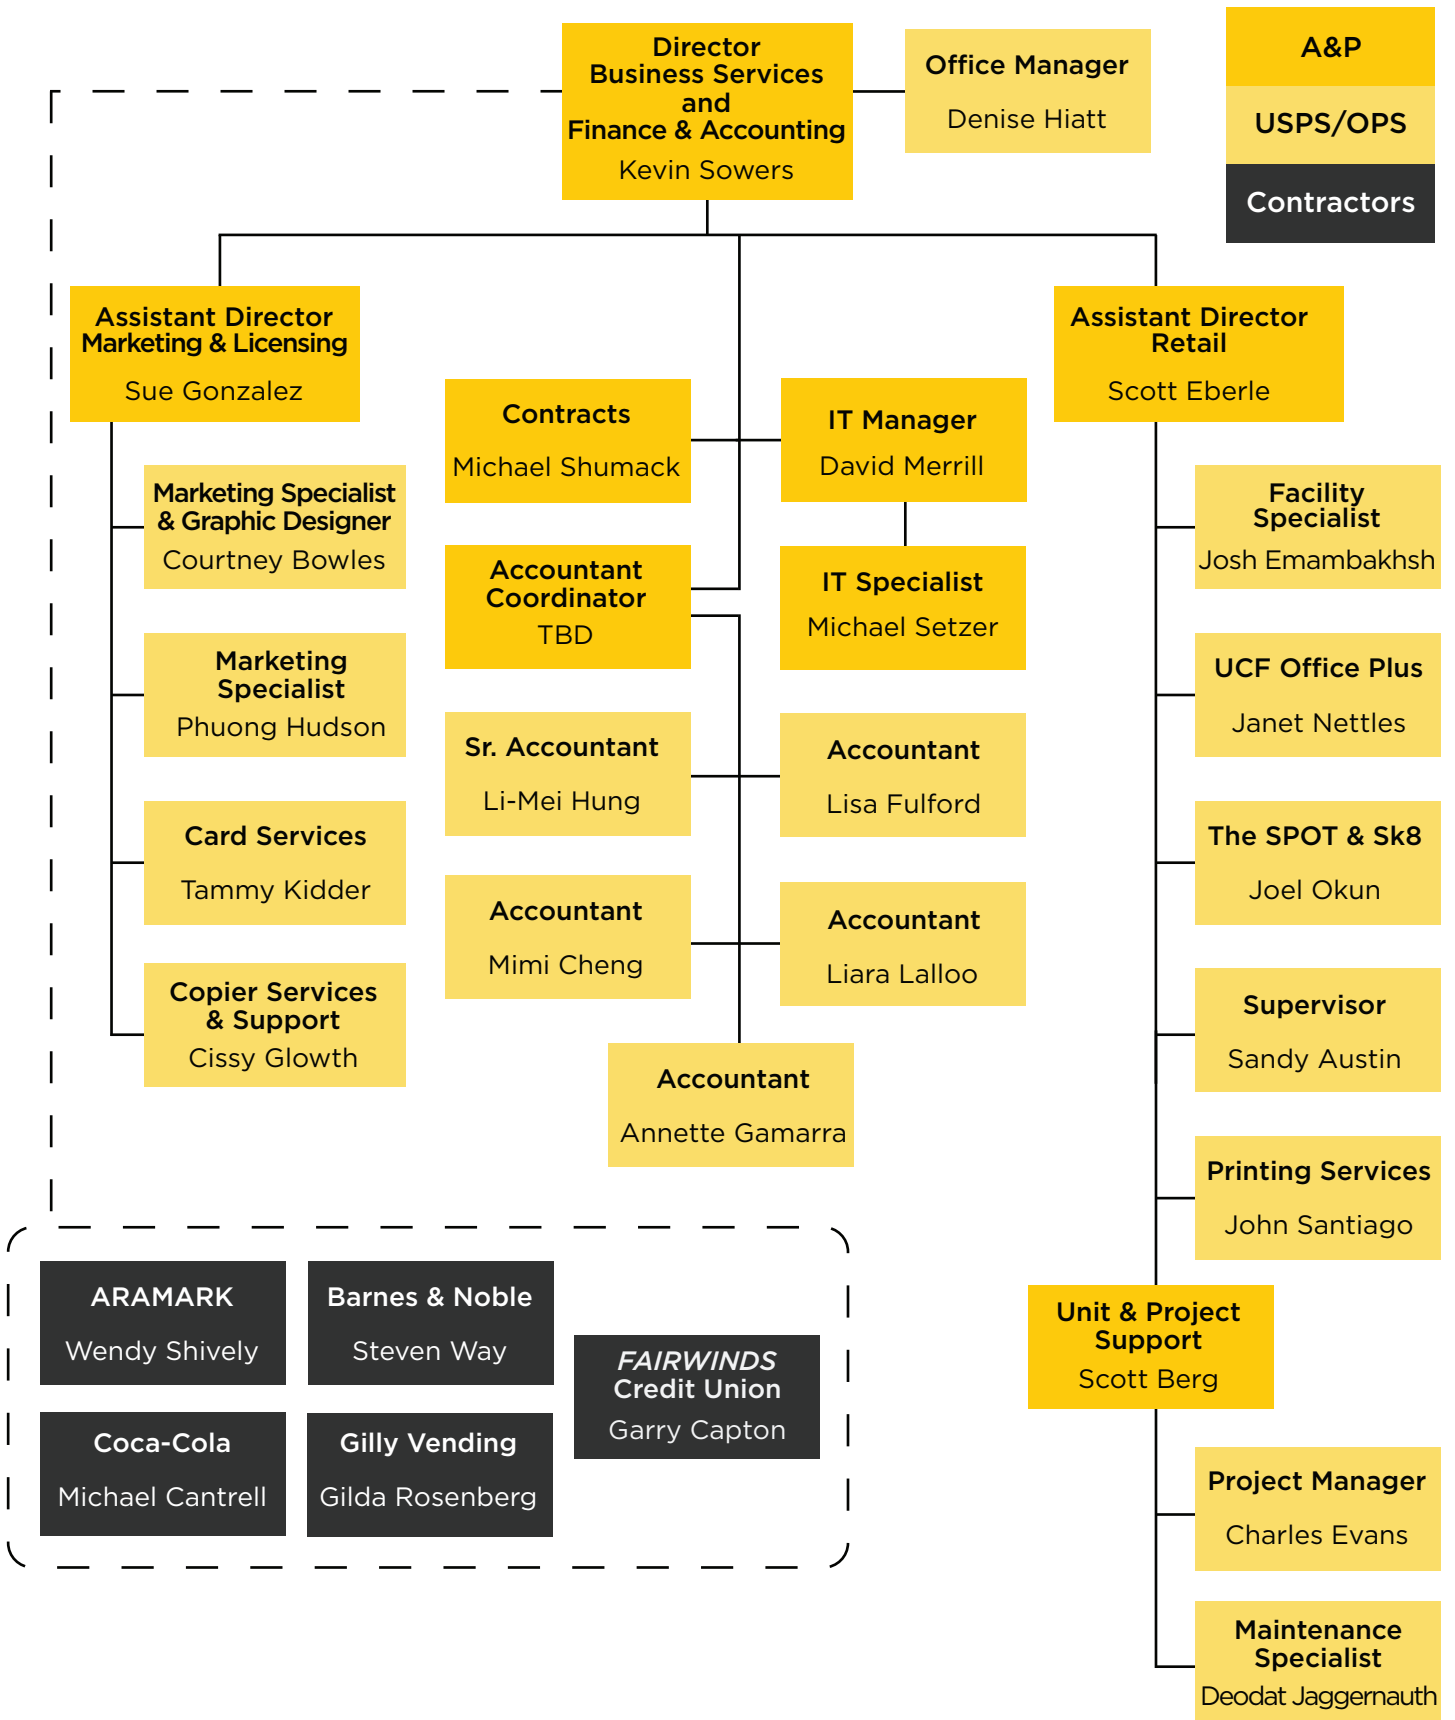 Director
Business Services
and
Finance & Accounting
Kevin Sowers
Office Manager
Denise Hiatt
A&P
USPS/OPS
Contractors
Assistant Director
Marketing & Licensing
Sue Gonzalez
Assistant Director
Retail
Scott Eberle
Contracts
Michael Shumack
IT Manager
David Merrill
Marketing Specialist
& Graphic Designer
Courtney Bowles
Facility
Specialist
Josh Emambakhsh
Accountant
Coordinator
TBD
IT Specialist
Michael Setzer
Marketing
Specialist
Phuong Hudson
UCF Office Plus
Janet Nettles
Sr. Accountant
Li-Mei Hung
Accountant
Lisa Fulford
Card Services
Tammy Kidder
The SPOT & Sk8
Joel Okun
Accountant
Mimi Cheng
Accountant
Liara Lalloo
Copier Services
& Support
Cissy Glowth
Supervisor
Sandy Austin
Accountant
Annette Gamarra
Printing Services
John Santiago
ARAMARK
Wendy Shively
Barnes & Noble
Steven Way
FAIRWINDS
Credit Union
Garry Capton
Coca-Cola
Michael Cantrell
Gilly Vending
Gilda Rosenberg
Unit & Project
Support
Scott Berg
Project Manager
Charles Evans
Maintenance
Specialist
Deodat Jaggernauth